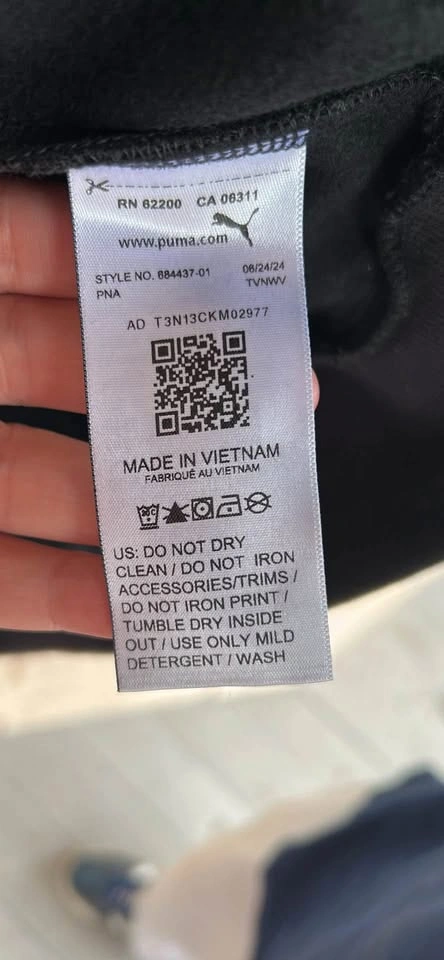 RN 62200 CA 06311
www.puma.com
STYLE NO. 684437-01 06/24/24
PNA TVNWV
AD T3N13CKM02977
MADE IN VIETNAM
FABRIQUÉ AU VIETNAM
US: DO NOT DRY
CLEAN / DO NOT IRON
ACCESSORIES/TRIMS /
DO NOT IRON PRINT /
TUMBLE DRY INSIDE
OUT / USE ONLY MILD
DETERGENT / WASH